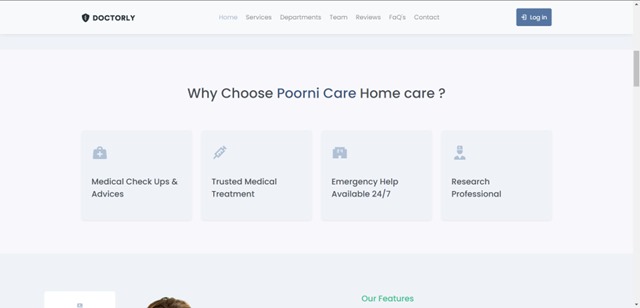 DOCTORLY
Home Services Departments Team Reviews FaQ's Contact
Log in
Why Choose Poorni Care Home care ?
Medical Check Ups &
Advices
Trusted Medical
Treatment
Emergency Help
Available 24/7
Research
Professional
Our Features